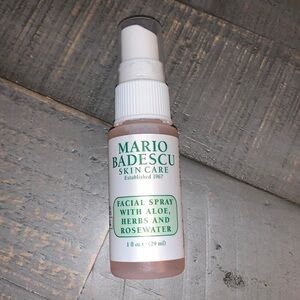 MARIO
BADESCU
SKIN CARE
Established 1967
FACIAL SPRAY
WITH ALOE,
HERBS AND
ROSEWATER
1 fl oz ℮ (29 ml)